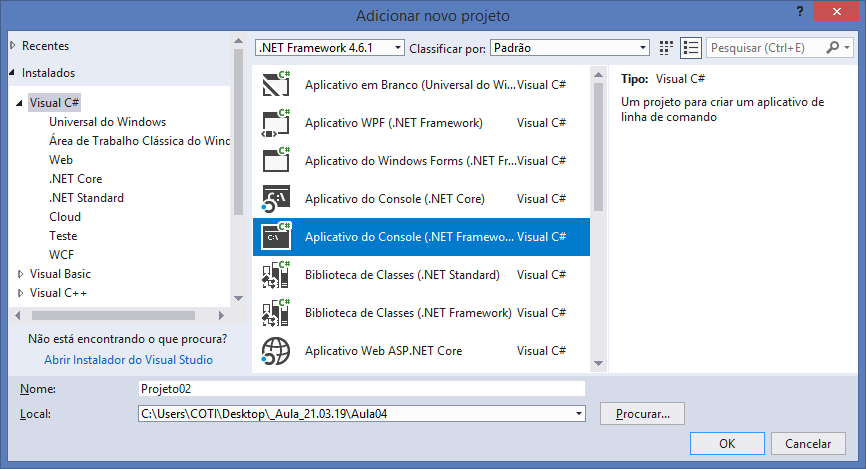 Adicionar novo projeto
?
Recentes
Instalados
Visual C#
Universal do Windows
Área de Trabalho Clássica do Wind
Web
.NET Core
.NET Standard
Cloud
Teste
WCF
Visual Basic
Visual C++
Não está encontrando o que procura?
Abrir Instalador do Visual Studio
.NET Framework 4.6.1
Classificar por: Padrão
Pesquisar (Ctrl+E)
Aplicativo em Branco (Universal do Wi... Visual C#
Aplicativo WPF (.NET Framework) Visual C#
Aplicativo do Windows Forms (.NET Fr... Visual C#
Aplicativo do Console (.NET Core) Visual C#
Aplicativo do Console (.NET Framewo... Visual C#
Biblioteca de Classes (.NET Standard) Visual C#
Biblioteca de Classes (.NET Framework) Visual C#
Aplicativo Web ASP.NET Core Visual C#
Tipo: Visual C#
Um projeto para criar um aplicativo de
linha de comando
Nome: Projeto02
Local: C:\Users\COTI\Desktop\_Aula_21.03.19\Aula04
Procurar...
OK
Cancelar